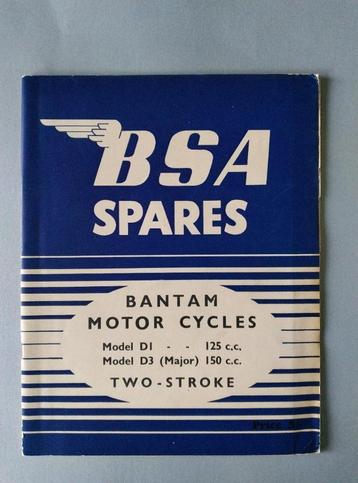 BSA
SPARES
BANTAM
MOTOR CYCLES
Model D1 - - 125 c.c.
Model D3 (Major) 150 c.c.
TWO-STROKE
Price